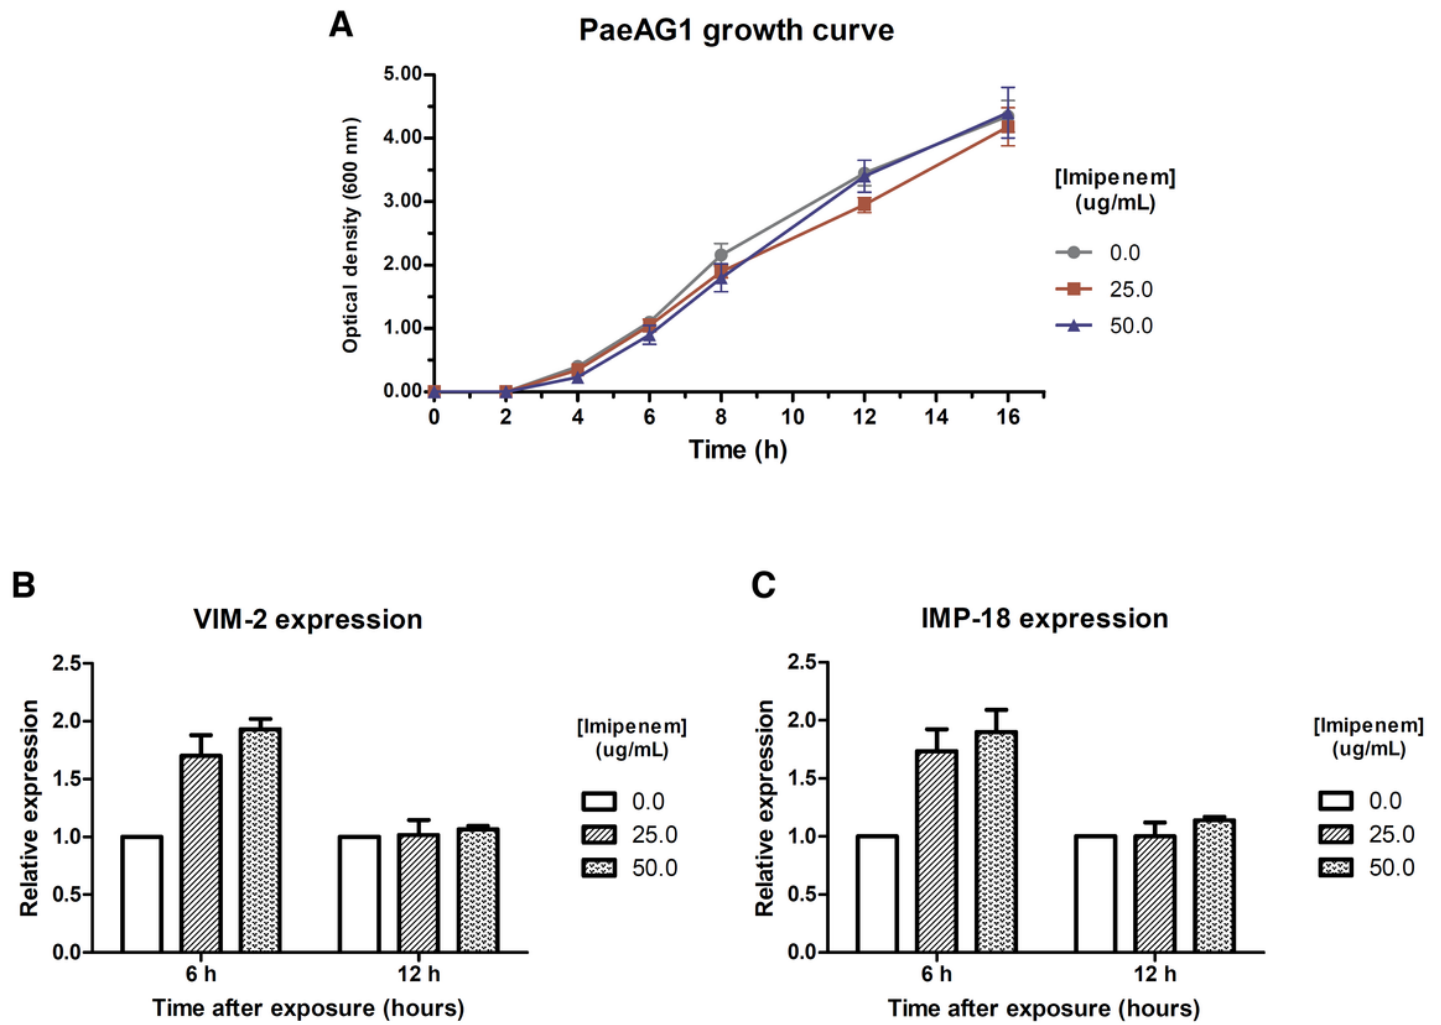 A
PaeAG1 growth curve
Optical density (600 nm)
5.00
4.00
3.00
2.00
1.00
0.00
0 2 4 6 8 10 12 14 16
Time (h)
[Imipenem]
(ug/mL)
0.0
25.0
50.0
B
VIM-2 expression
Relative expression
2.5
2.0
1.5
1.0
0.5
0.0
6 h 12 h
Time after exposure (hours)
[Imipenem]
(ug/mL)
0.0
25.0
50.0
C
IMP-18 expression
Relative expression
2.5
2.0
1.5
1.0
0.5
0.0
6 h 12 h
Time after exposure (hours)
[Imipenem]
(ug/mL)
0.0
25.0
50.0